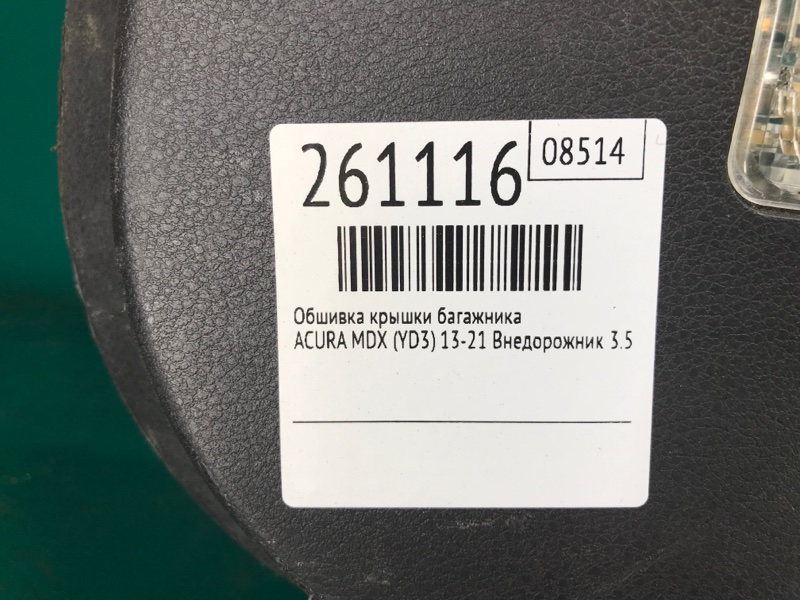 261116
08514
Обшивка крышки багажника
ACURA MDX (YD3) 13-21 Внедорожник 3.5